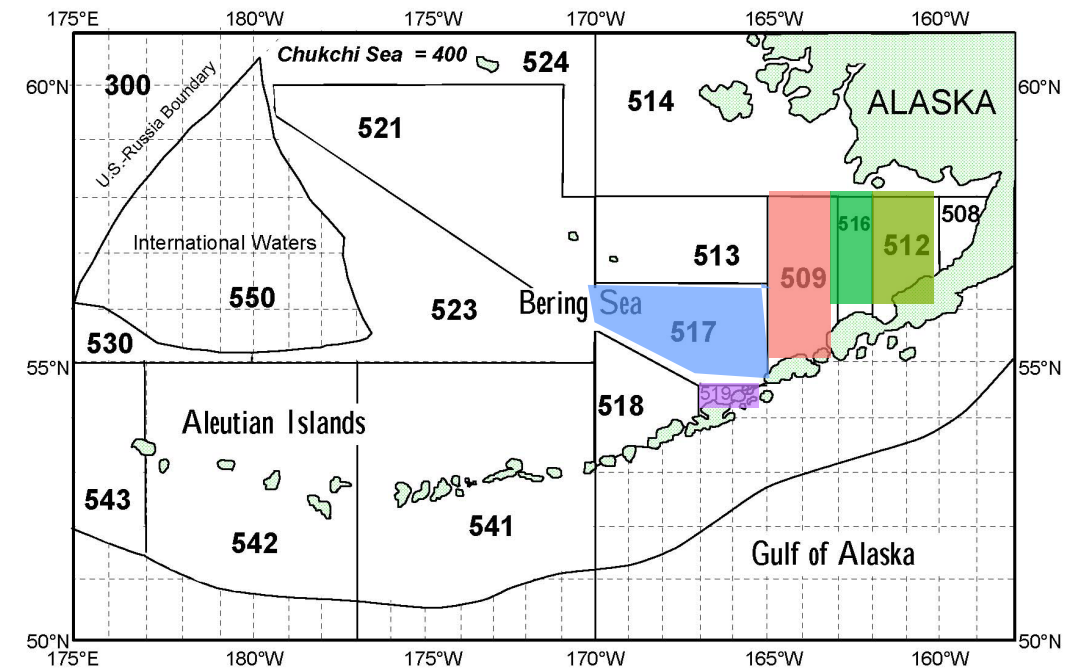 175°E 180°W 175°W 170°W 165°W 160°W
Chukchi Sea = 400
524
60°N
300
U.S.-Russia Boundary
514
ALASKA
60°N
521
516
508
International Waters
513
512
509
550
523
Bering Sea
517
530
55°N
55°N
519
518
Aleutian Islands
543
542
541
Gulf of Alaska
50°N
50°N
175°E 180°W 175°W 170°W 165°W 160°W